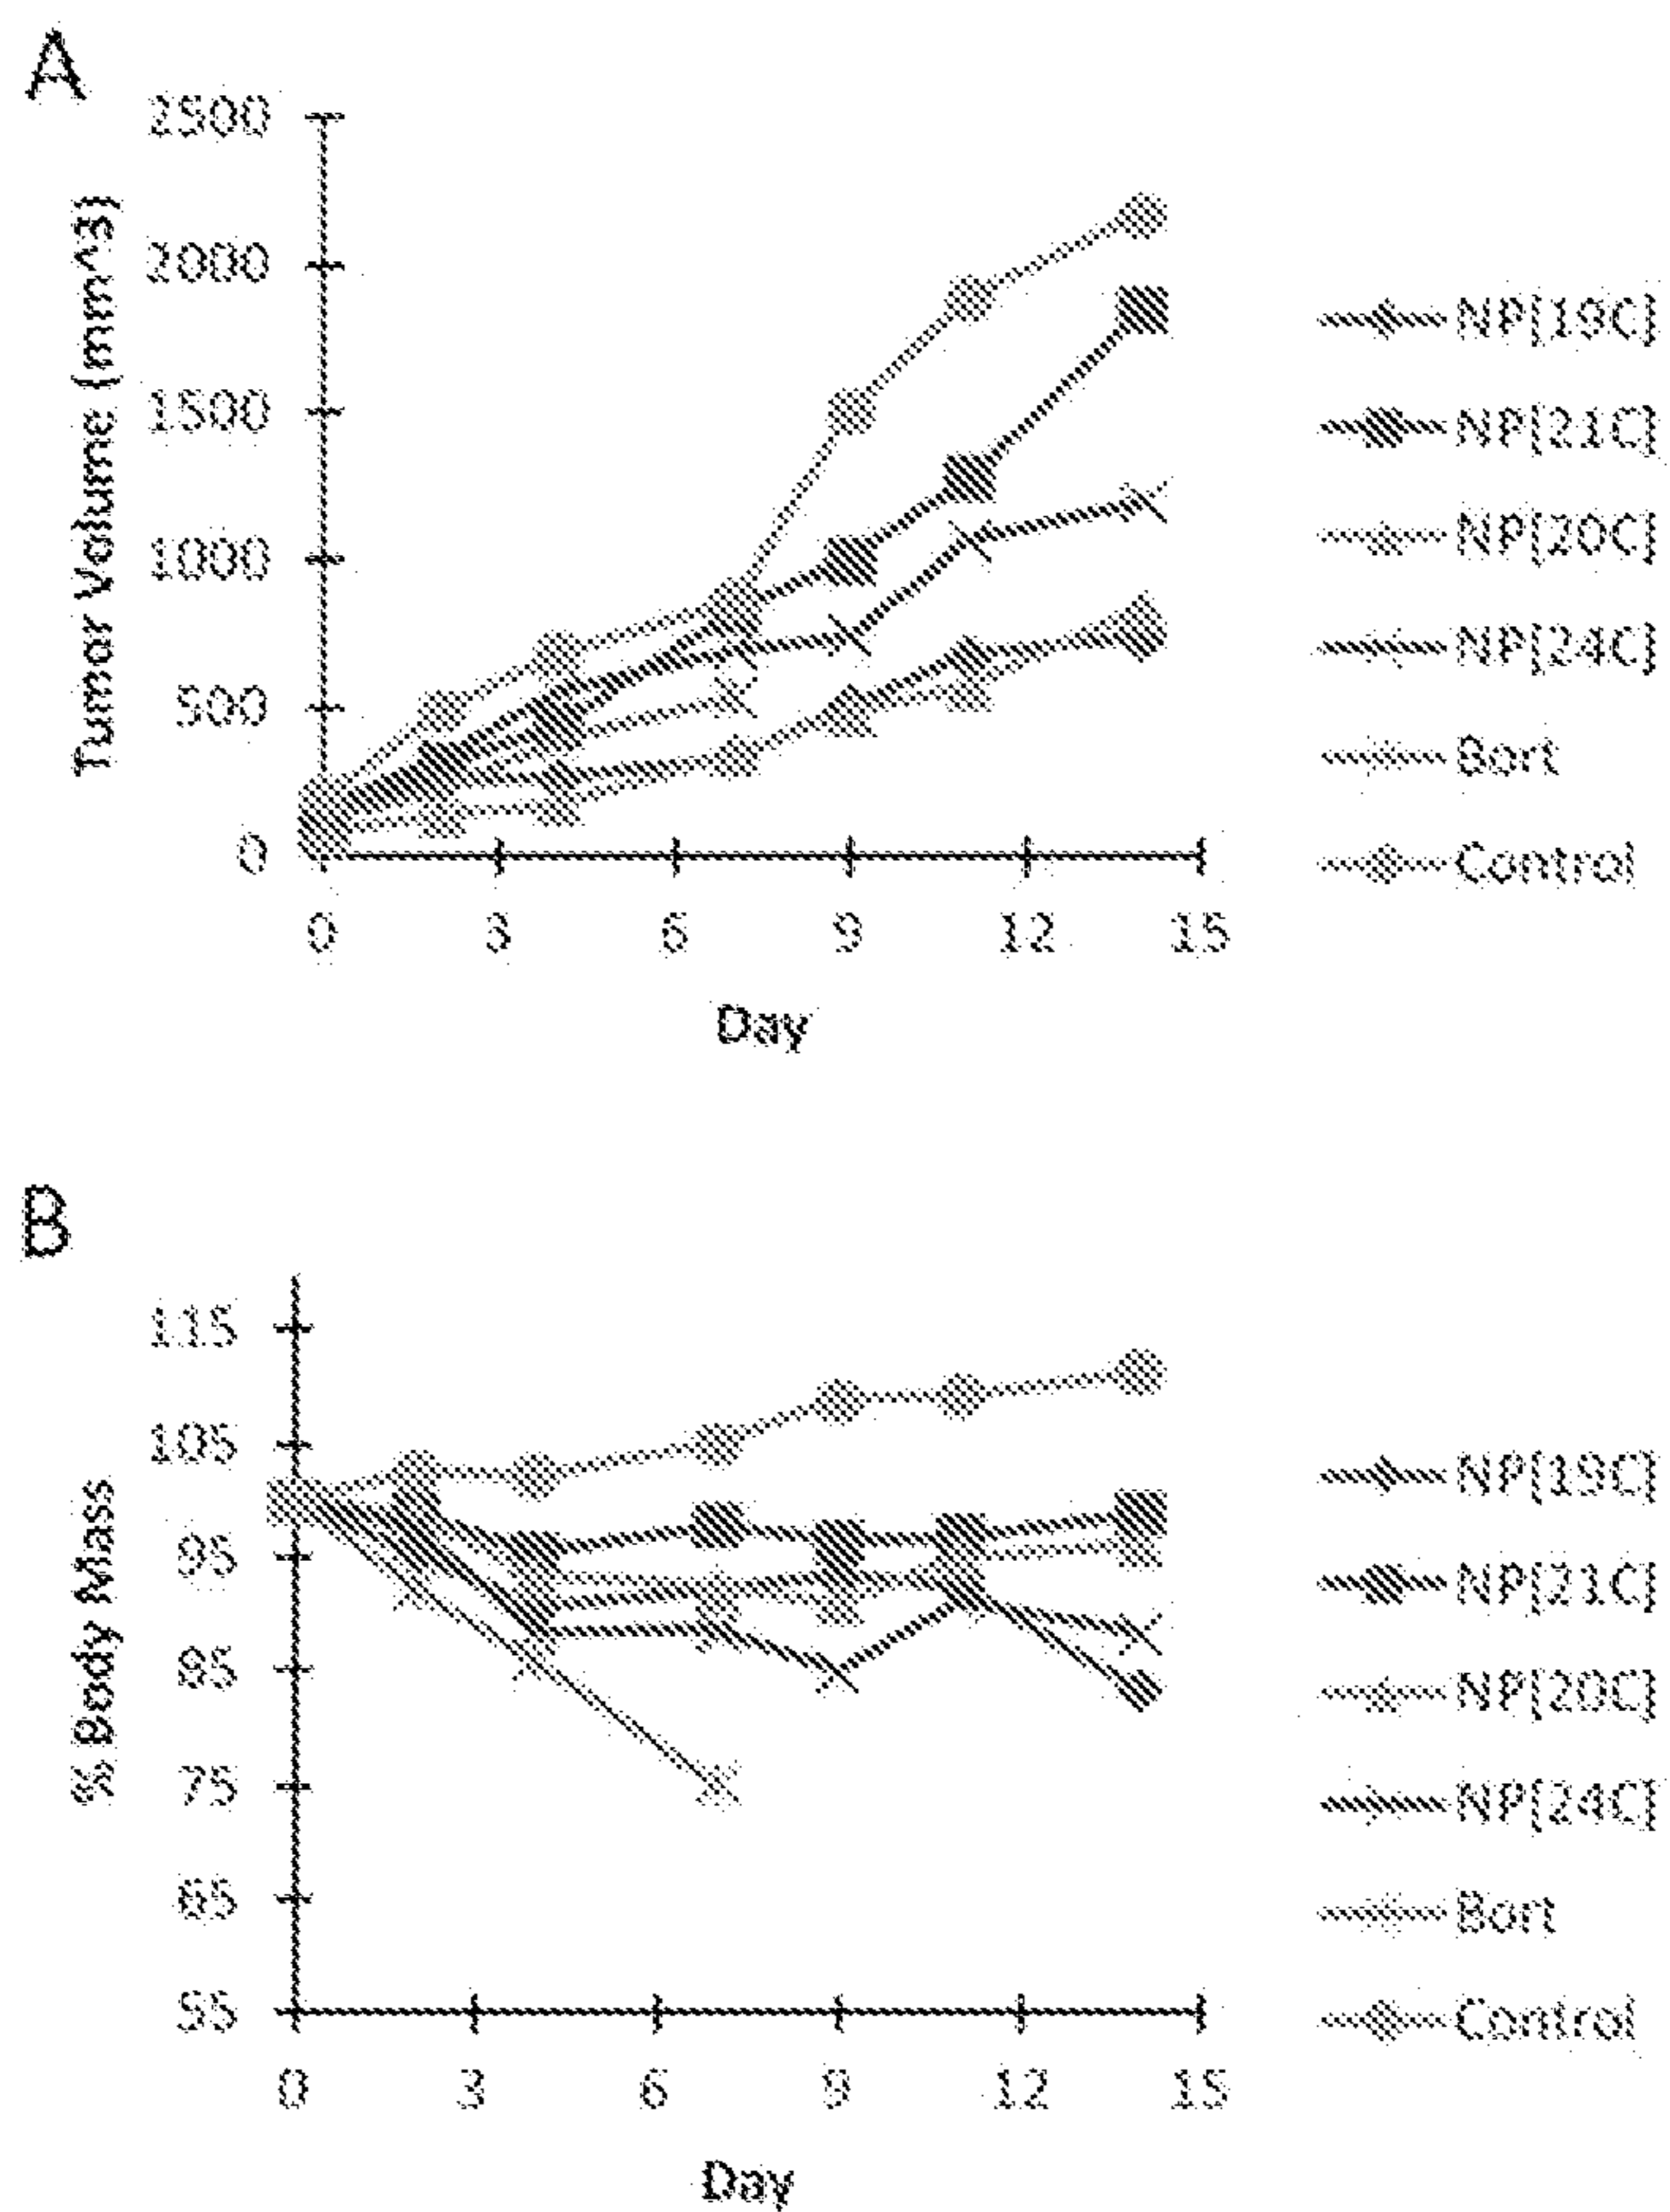 A
2500
2000
1500
1000
500
0
Tumor Volume (mm^3)
0 3 6 9 12 15
Day
NP[19C]
NP[21C]
NP[20C]
NP[24C]
Bort
Control
B
115
105
95
85
75
65
55
% Body Mass
0 3 6 9 12 15
Day
NP[19C]
NP[21C]
NP[20C]
NP[24C]
Bort
Control